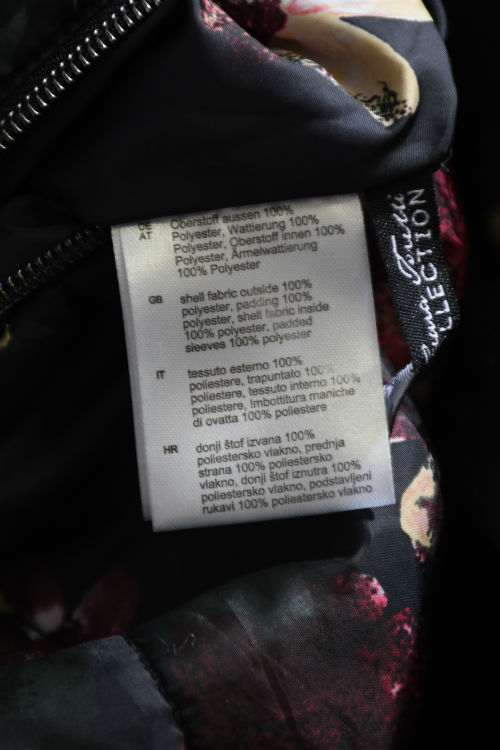 DE
AT
Oberstoff aussen 100%
Polyester, Wattierung 100%
Polyester, Oberstoff innen 100%
Polyester, Ärmelwattierung
100% Polyester
GB
shell fabric outside 100%
polyester, padding 100%
polyester, shell fabric inside
100% polyester, padded
sleeves 100% polyester
IT
tessuto esterno 100%
poliestere, trapuntato 100%
poliestere, tessuto interno 100%
poliestere, Imbottitura maniche
di ovatta 100% poliestere
HR
donji štof izvana 100%
poliestersko vlakno, prednja
strana 100% poliestersko
vlakno, donji štof iznutra 100%
poliestersko vlakno, podstavljeni
rukavi 100% poliestersko vlakno
LLECTION